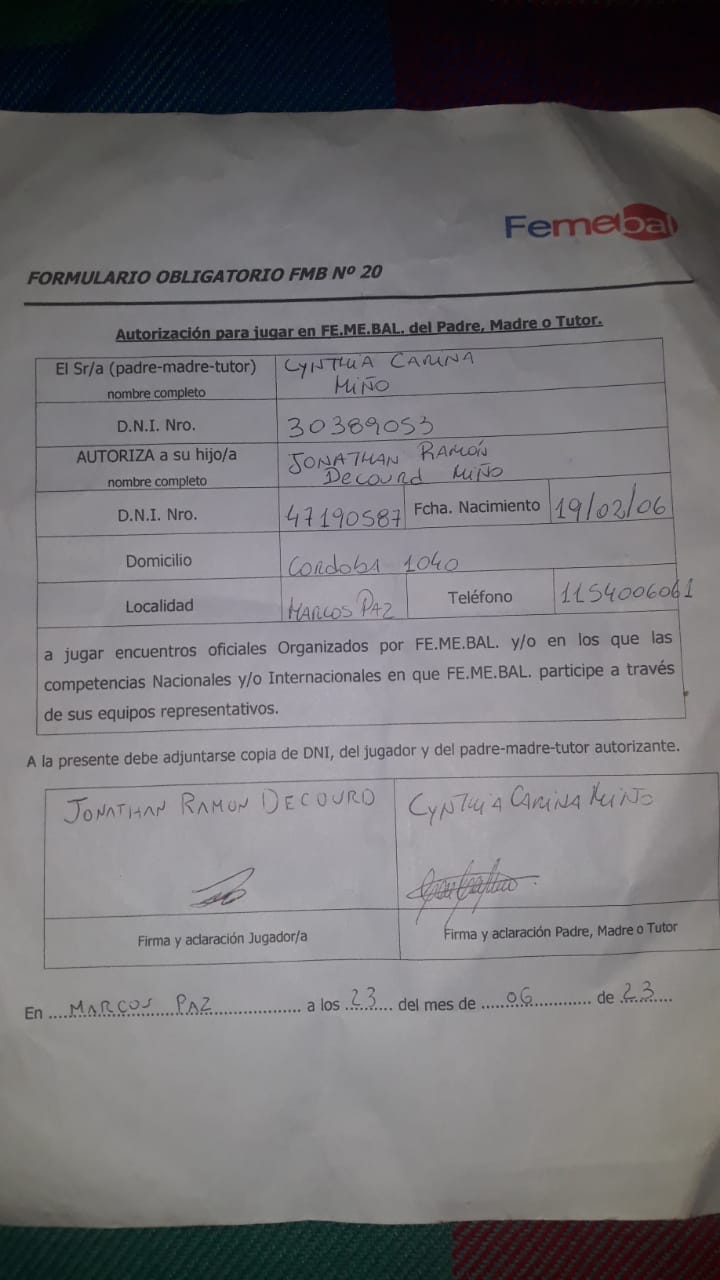 Femebal
FORMULARIO OBLIGATORIO FMB Nº 20
Autorización para jugar en FE.ME.BAL. del Padre, Madre o Tutor.
El Sr/a (padre-madre-tutor)
nombre completo
CYNTHIA CARINA
MIÑO
D.N.I. Nro.
30389053
AUTORIZA a su hijo/a
nombre completo
JONATHAN RAMÓN
Decourd MIÑO
D.N.I. Nro.
47190587
Fcha. Nacimiento
19/02/06
Domicilio
Cordoba 1040
Localidad
MARCOS PAZ
Teléfono
1154006061
a jugar encuentros oficiales Organizados por FE.ME.BAL. y/o en los que las
competencias Nacionales y/o Internacionales en que FE.ME.BAL. participe a través
de sus equipos representativos.
A la presente debe adjuntarse copia de DNI, del jugador y del padre-madre-tutor autorizante.
JONATHAN RAMON DECOURD
CYNTHIA CARINA MIÑO
Firma y aclaración Jugador/a
Firma y aclaración Padre, Madre o Tutor
En ....MARCOS PAZ.................... a los .23.... del mes de .....06............ de .23....